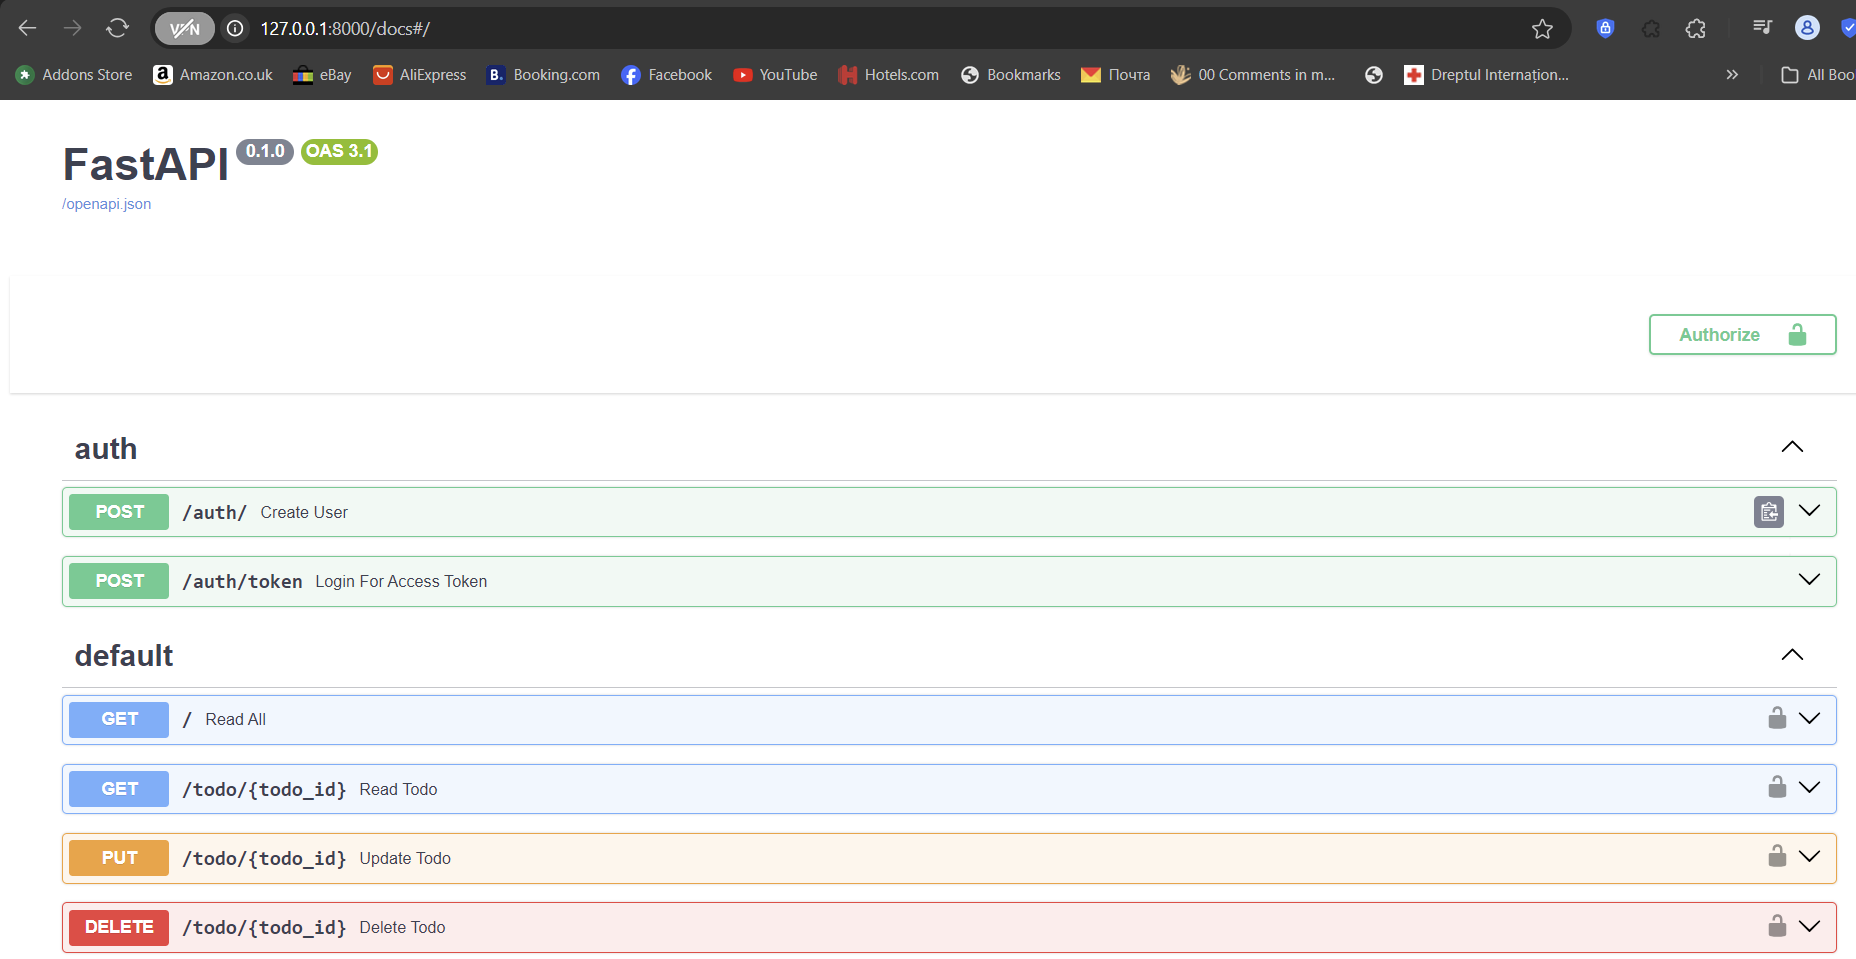 VPN 127.0.0.1:8000/docs#/
Addons Store Amazon.co.uk eBay AliExpress B. Booking.com Facebook YouTube Hotels.com Bookmarks Почта 00 Comments in m... Dreptul Internațion... » All Boo
FastAPI 0.1.0 OAS 3.1
/openapi.json
Authorize
auth
POST /auth/ Create User
POST /auth/token Login For Access Token
default
GET / Read All
GET /todo/{todo_id} Read Todo
PUT /todo/{todo_id} Update Todo
DELETE /todo/{todo_id} Delete Todo